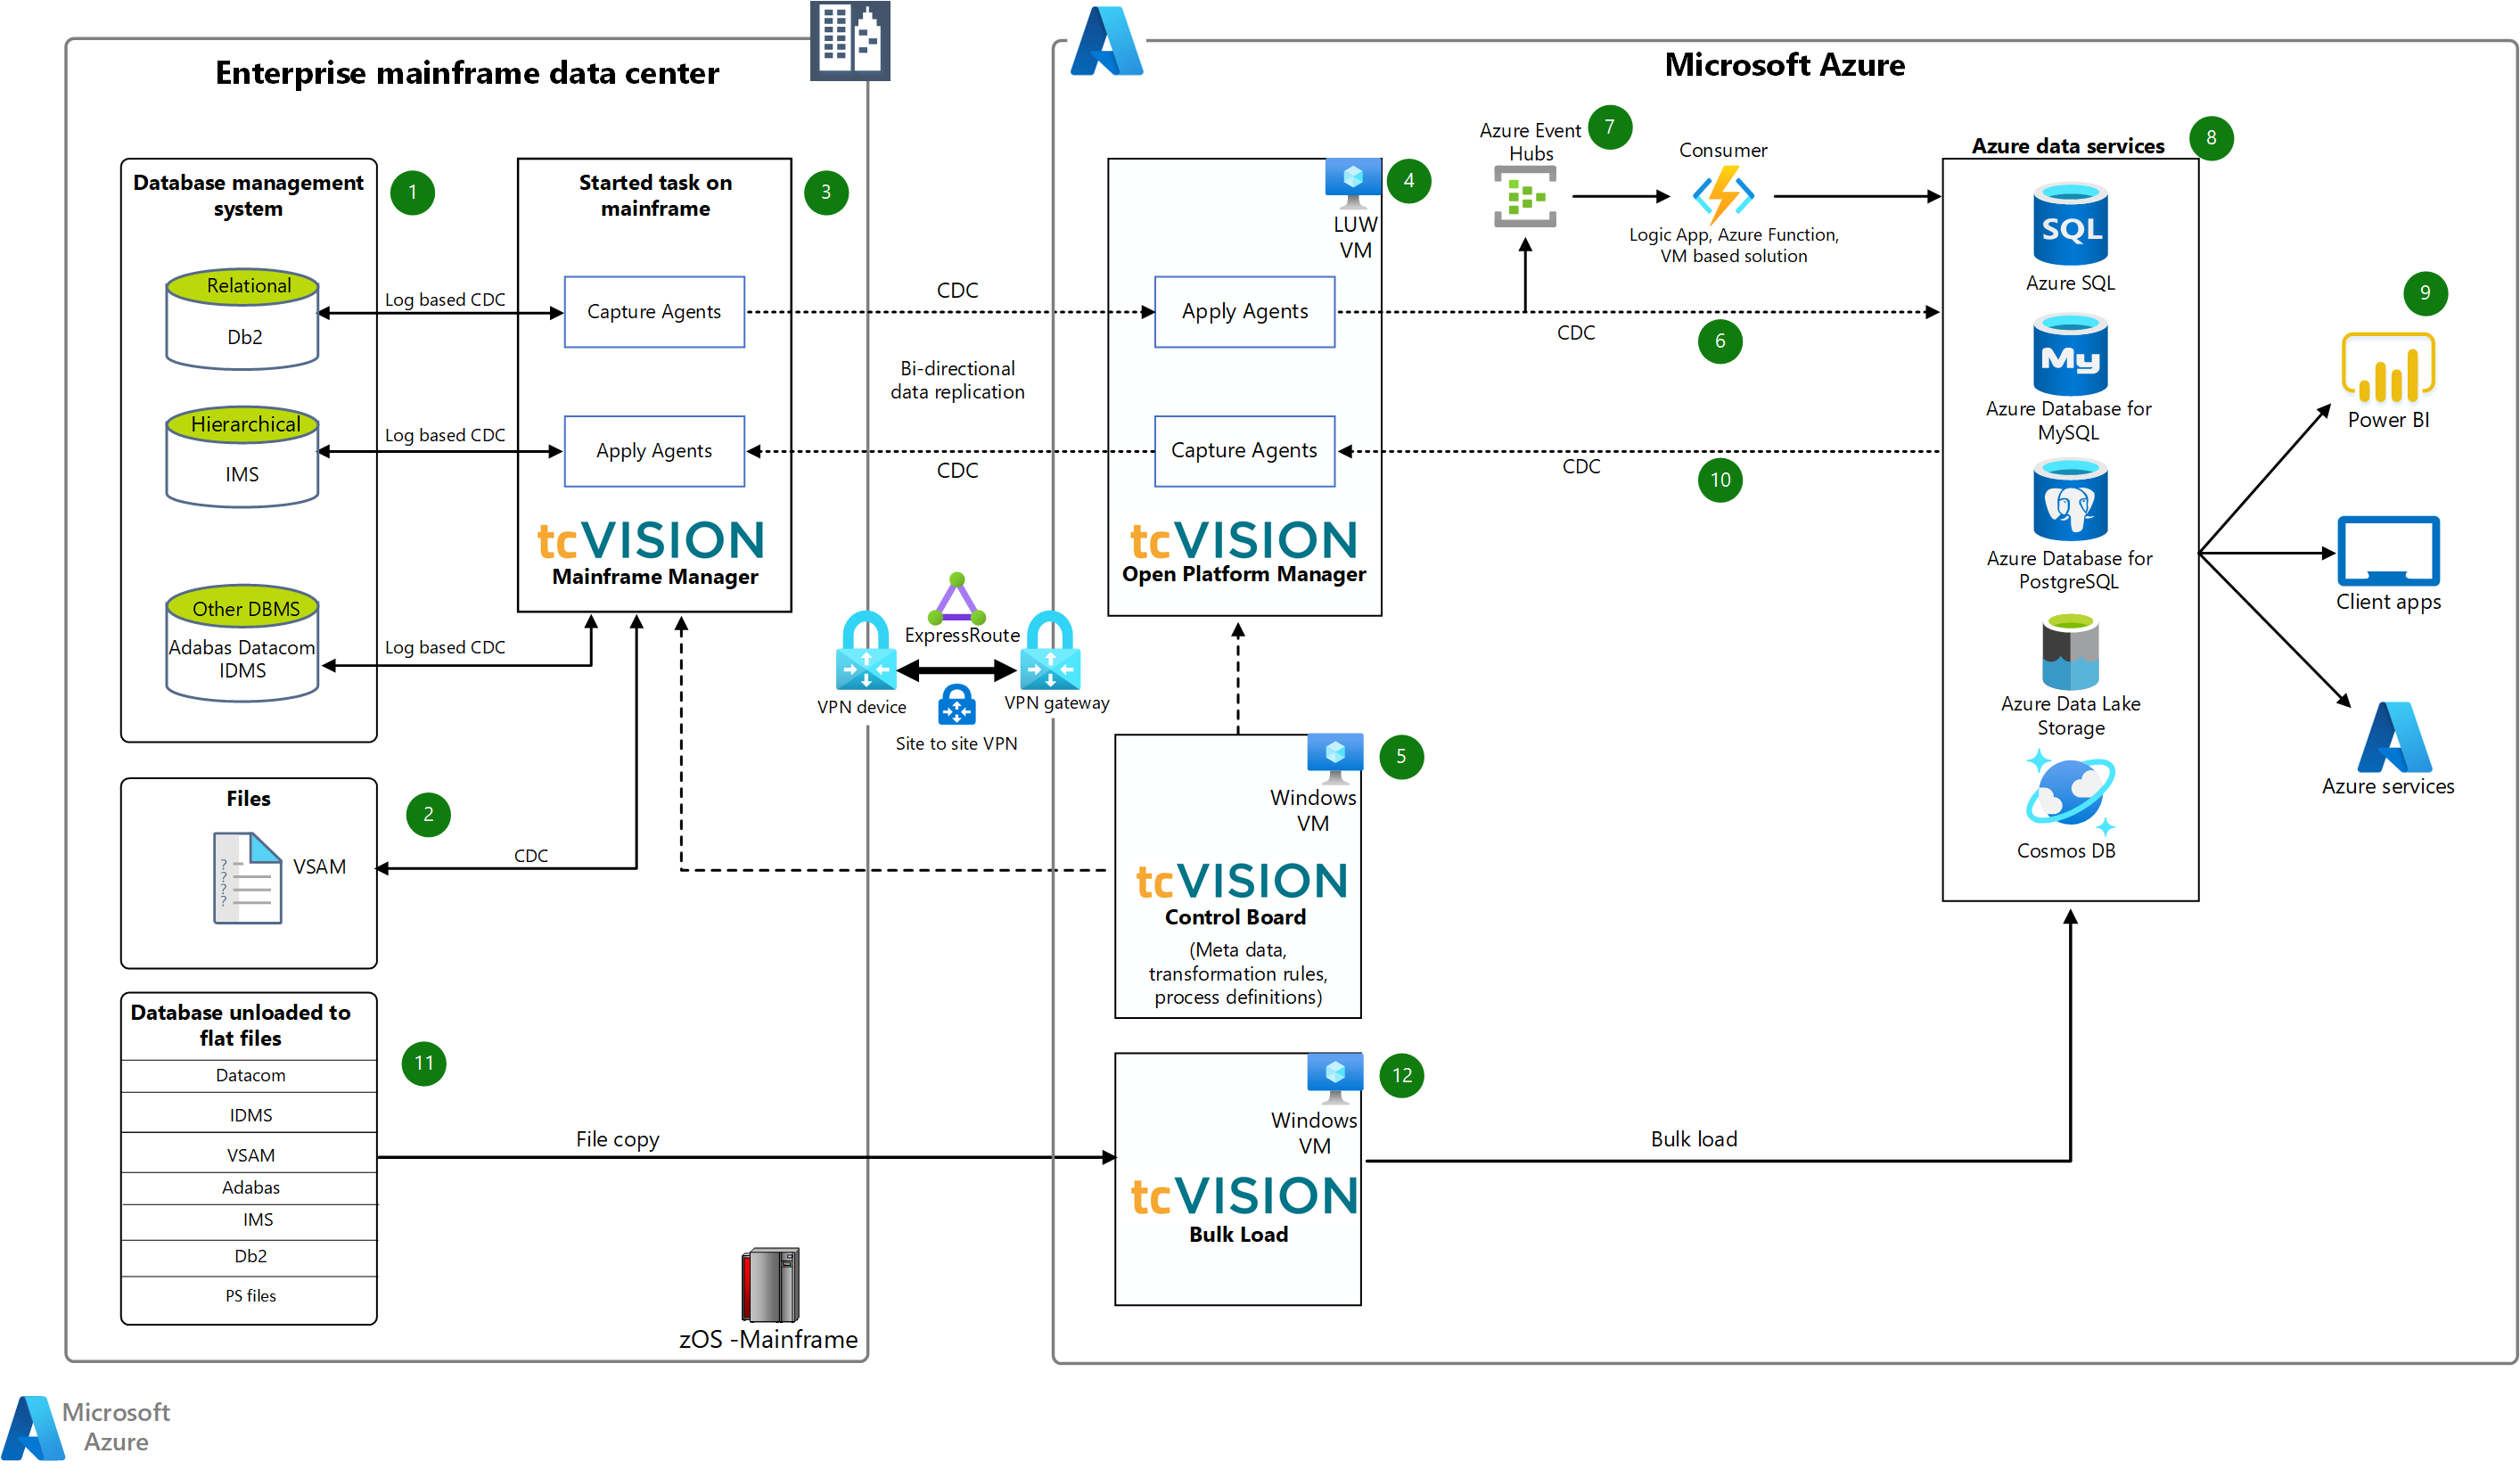 Enterprise mainframe data center
Microsoft Azure
Database management
system
1
Relational
Db2
Hierarchical
IMS
Other DBMS
Adabas Datacom
IDMS
Log based CDC
Log based CDC
Log based CDC
Started task on
mainframe
3
Capture Agents
Apply Agents
tcVISION
Mainframe Manager
CDC
Bi-directional
data replication
CDC
ExpressRoute
VPN device
VPN gateway
Site to site VPN
4
LUW
VM
Apply Agents
Capture Agents
tcVISION
Open Platform Manager
Azure Event
Hubs
7
Consumer
Logic App, Azure Function,
VM based solution
CDC
6
CDC
10
Azure data services
8
SQL
Azure SQL
My
Azure Database for
MySQL
Azure Database for
PostgreSQL
Azure Data Lake
Storage
Cosmos DB
9
Power BI
Client apps
Azure services
Files
2
? ? ? ?
VSAM
CDC
5
Windows
VM
tcVISION
Control Board
(Meta data,
transformation rules,
process definitions)
Database unloaded to
flat files
11
Datacom
IDMS
VSAM
Adabas
IMS
Db2
PS files
File copy
12
Windows
VM
tcVISION
Bulk Load
Bulk load
zOS -Mainframe
Microsoft
Azure